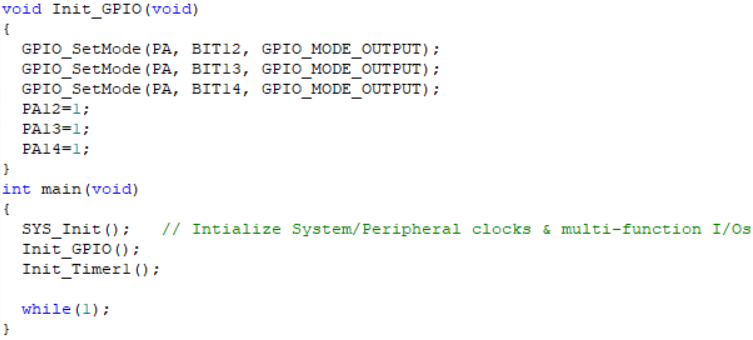 void Init_GPIO(void)
{
  GPIO_SetMode(PA, BIT12, GPIO_MODE_OUTPUT);
  GPIO_SetMode(PA, BIT13, GPIO_MODE_OUTPUT);
  GPIO_SetMode(PA, BIT14, GPIO_MODE_OUTPUT);
  PA12=1;
  PA13=1;
  PA14=1;
}
int main(void)
{
  SYS_Init();   // Intialize System/Peripheral clocks & multi-function I/Os
  Init_GPIO();
  Init_Timer1();
  while(1);
}